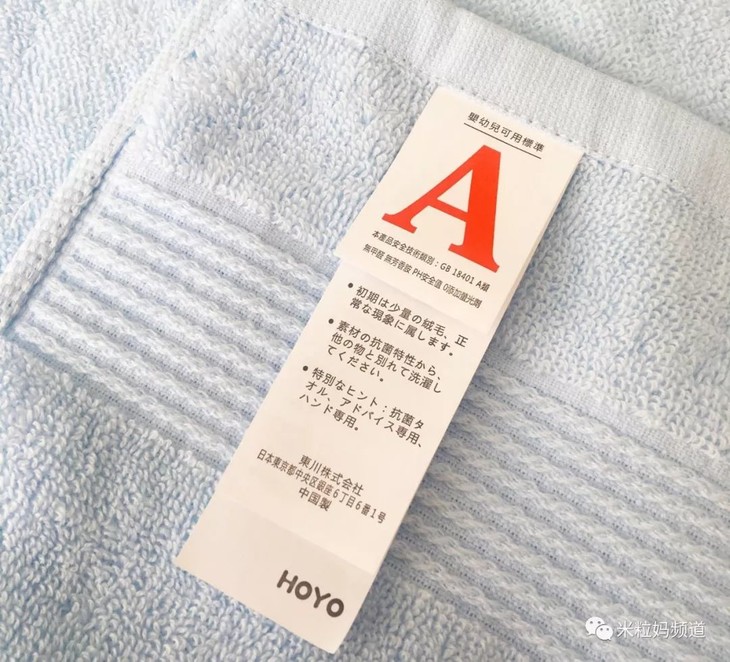 嬰幼兒可用標準
A
本產品安全技術類別：GB 18401 A類
無甲醛 無芳香胺 PH安全值 0添加螢光劑
• 初期は少量の絨毛、正
常な現象に属します。
• 素材の抗菌特性から、
他の物と別れて洗濯し
てください。
• 特別なヒント：抗菌タ
オル、アドバイス専用、
ハンド専用。
東川株式会社
日本東京都中央区銀座6丁目6番1号
中国製
HOYO
米粒妈频道